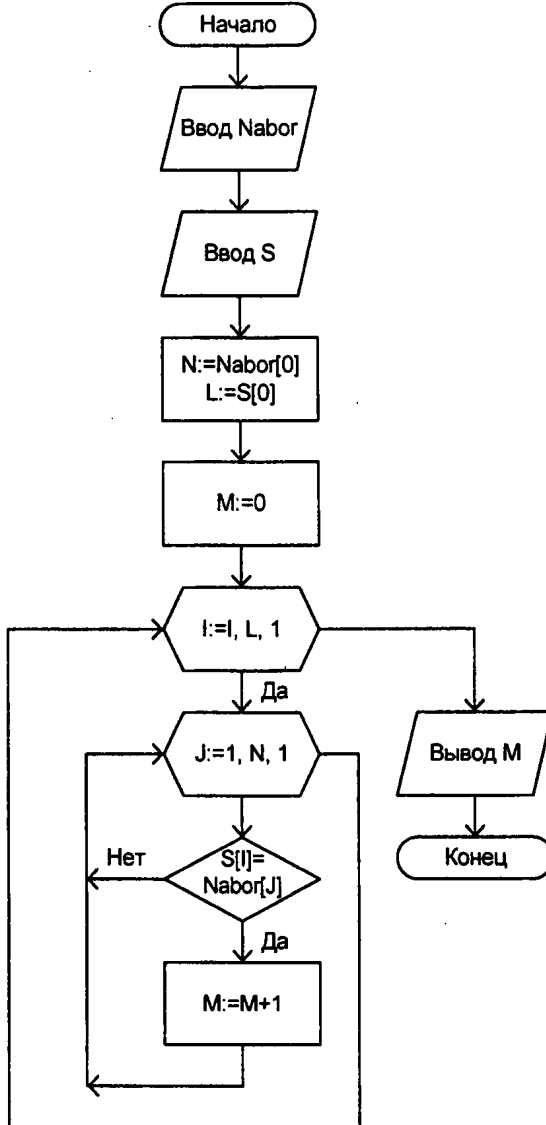 Начало
Ввод Nabor
Ввод S
N:=Nabor[0]
L:=S[0]
M:=0
I:=I, L, 1
Да
J:=1, N, 1
Вывод M
Нет
S[I]=
Nabor[J]
Конец
Да
M:=M+1